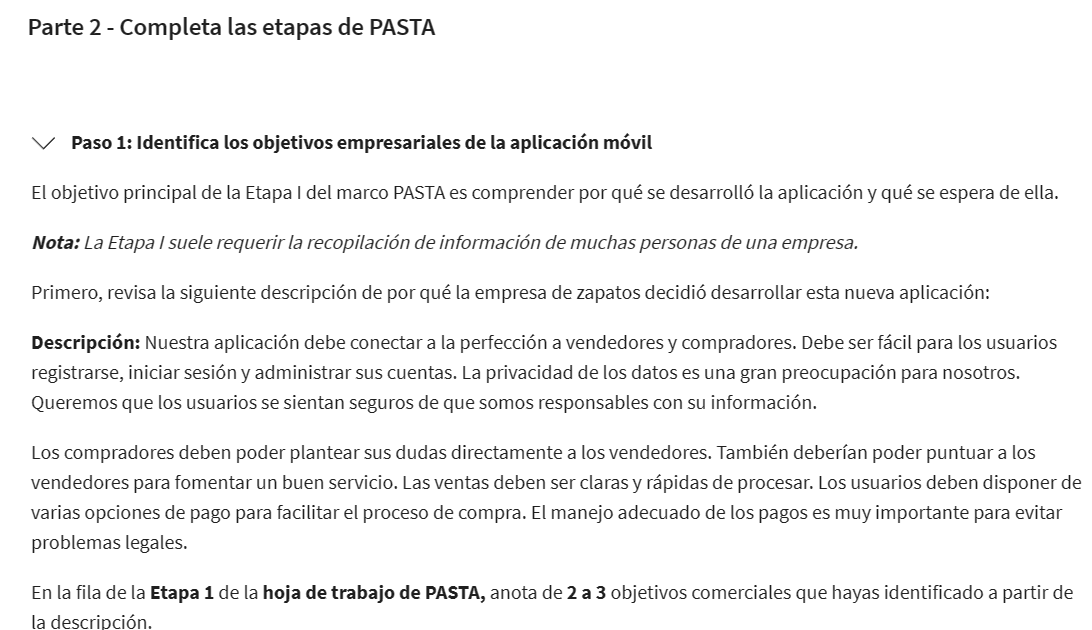 Parte 2 - Completa las etapas de PASTA
Paso 1: Identifica los objetivos empresariales de la aplicación móvil
El objetivo principal de la Etapa I del marco PASTA es comprender por qué se desarrolló la aplicación y qué se espera de ella.
Nota: La Etapa I suele requerir la recopilación de información de muchas personas de una empresa.
Primero, revisa la siguiente descripción de por qué la empresa de zapatos decidió desarrollar esta nueva aplicación:
Descripción: Nuestra aplicación debe conectar a la perfección a vendedores y compradores. Debe ser fácil para los usuarios
registrarse, iniciar sesión y administrar sus cuentas. La privacidad de los datos es una gran preocupación para nosotros.
Queremos que los usuarios se sientan seguros de que somos responsables con su información.
Los compradores deben poder plantear sus dudas directamente a los vendedores. También deberían poder puntuar a los
vendedores para fomentar un buen servicio. Las ventas deben ser claras y rápidas de procesar. Los usuarios deben disponer de
varias opciones de pago para facilitar el proceso de compra. El manejo adecuado de los pagos es muy importante para evitar
problemas legales.
En la fila de la Etapa 1 de la hoja de trabajo de PASTA, anota de 2 a 3 objetivos comerciales que hayas identificado a partir de
la descripción.